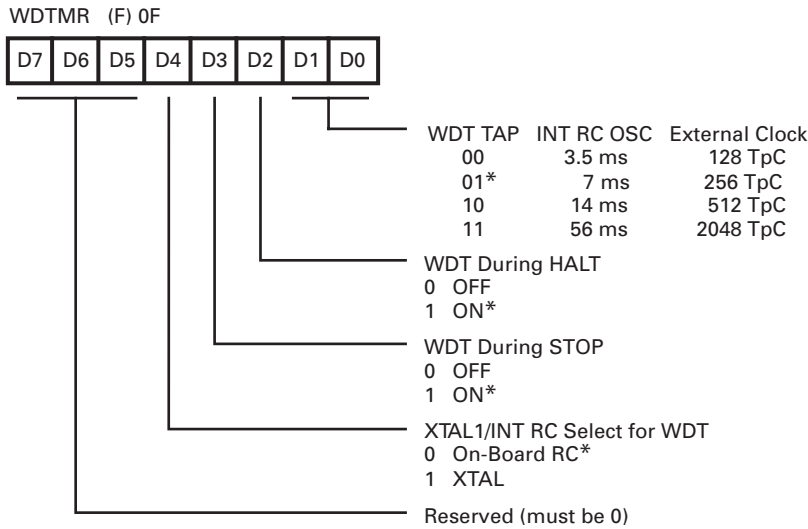 WDTMR (F) 0F
D7 D6 D5 D4 D3 D2 D1 D0
WDT TAP INT RC OSC External Clock
00 3.5 ms 128 TpC
01* 7 ms 256 TpC
10 14 ms 512 TpC
11 56 ms 2048 TpC
WDT During HALT
0 OFF
1 ON*
WDT During STOP
0 OFF
1 ON*
XTAL1/INT RC Select for WDT
0 On-Board RC*
1 XTAL
Reserved (must be 0)